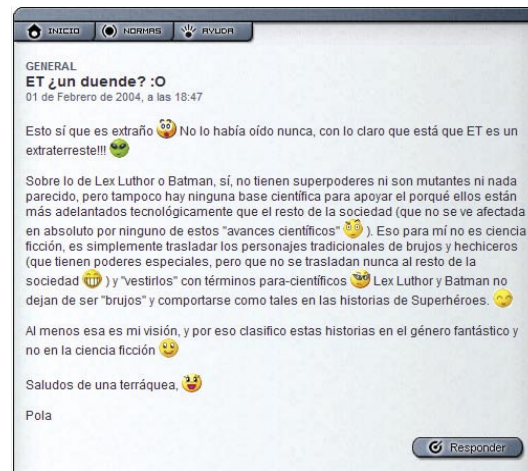 INICIO NORMAS AYUDA
GENERAL
ET ¿un duende? :O
01 de Febrero de 2004, a las 18:47
Esto sí que es extraño No lo había oído nunca, con lo claro que está que ET es un
extraterreste!!!
Sobre lo de Lex Luthor o Batman, sí, no tienen superpoderes ni son mutantes ni nada
parecido, pero tampoco hay ninguna base científica para apoyar el porqué ellos están
más adelantados tecnológicamente que el resto de la sociedad (que no se ve afectada
en absoluto por ninguno de estos "avances científicos" ). Eso para mí no es ciencia
ficción, es simplemente trasladar los personajes tradicionales de brujos y hechiceros
(que tienen poderes especiales, pero que no se trasladan nunca al resto de la
sociedad ) y "vestirlos" con términos para-científicos Lex Luthor y Batman no
dejan de ser "brujos" y comportarse como tales en las historias de Superhéroes.
Al menos esa es mi visión, y por eso clasifico estas historias en el género fantástico y
no en la ciencia ficción
Saludos de una terráquea,
Pola
Responder